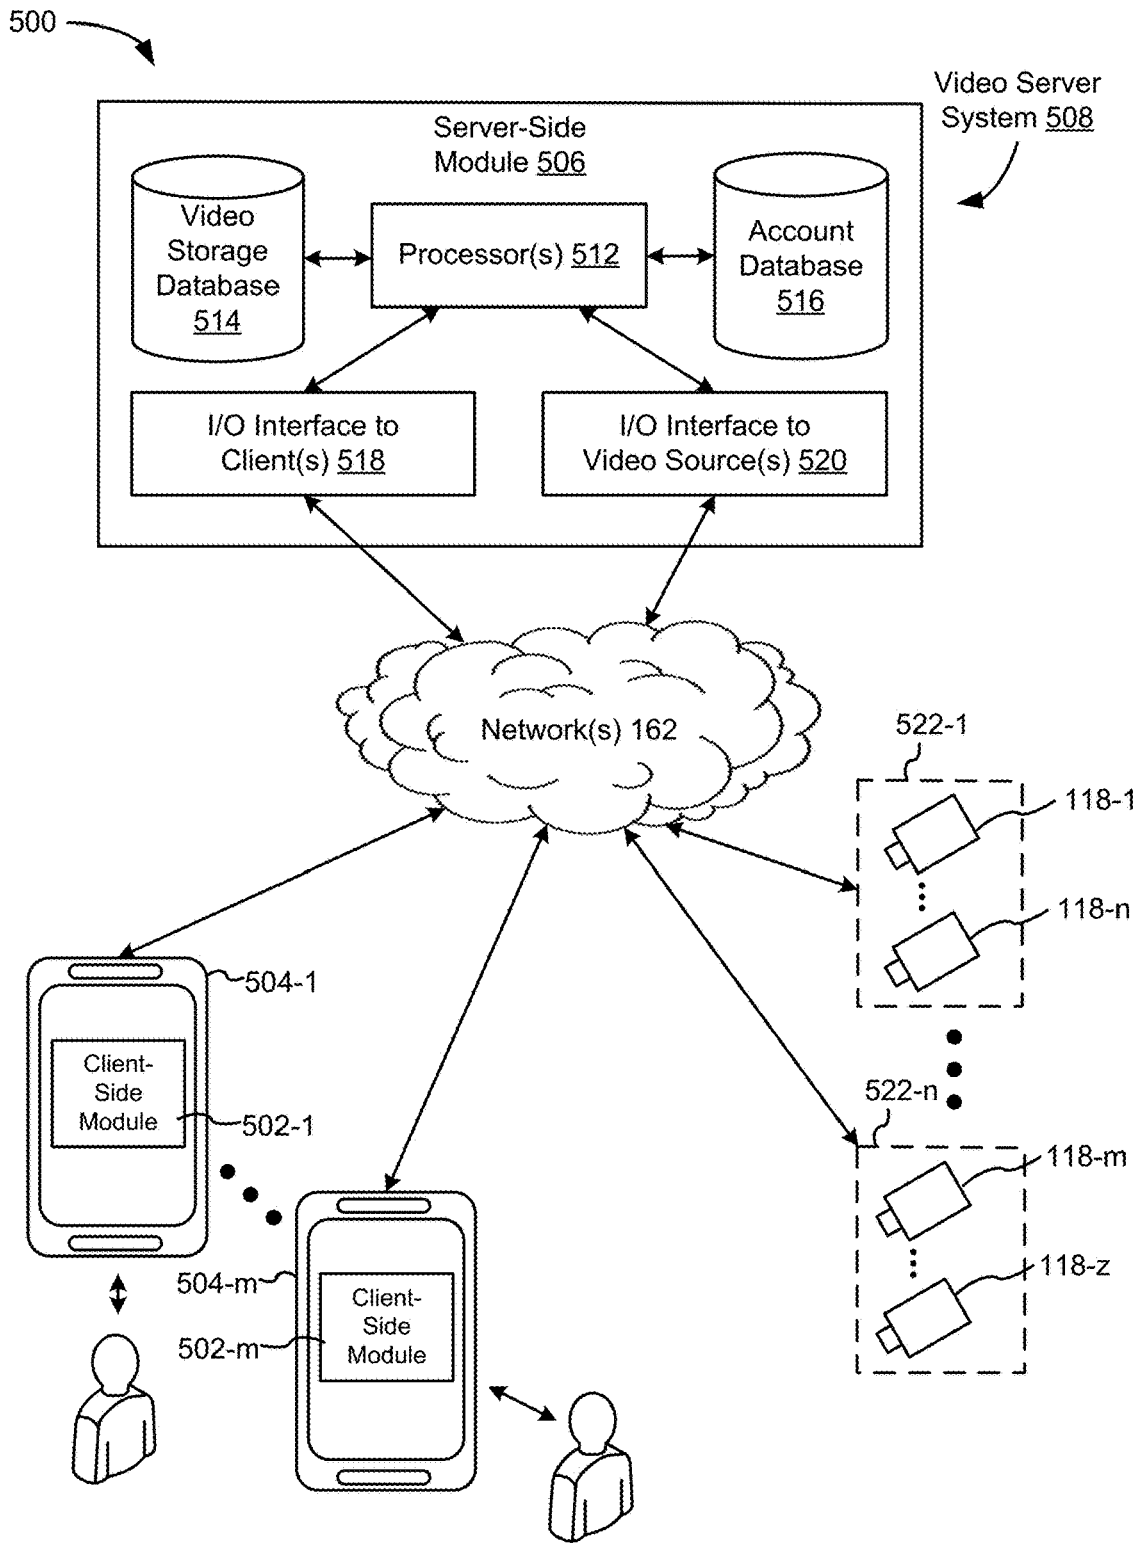 500
Video Server
System 508
Server-Side
Module 506
Video
Storage
Database
514
Processor(s) 512
Account
Database
516
I/O Interface to
Client(s) 518
I/O Interface to
Video Source(s) 520
Network(s) 162
522-1
118-1
118-n
504-1
Client-
Side
Module
502-1
522-n
118-m
118-z
504-m
Client-
Side
Module
502-m